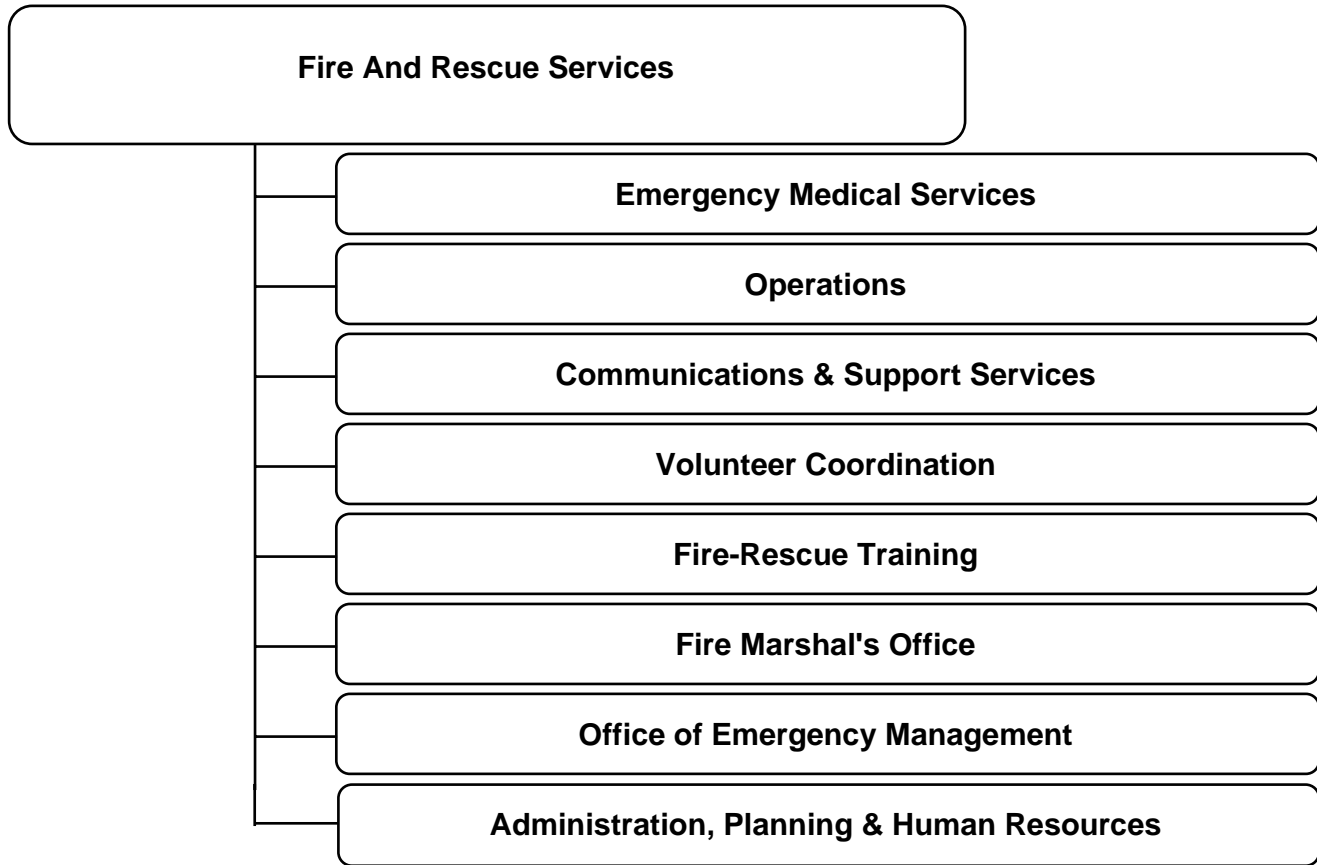 Fire And Rescue Services
Emergency Medical Services
Operations
Communications & Support Services
Volunteer Coordination
Fire-Rescue Training
Fire Marshal's Office
Office of Emergency Management
Administration, Planning & Human Resources